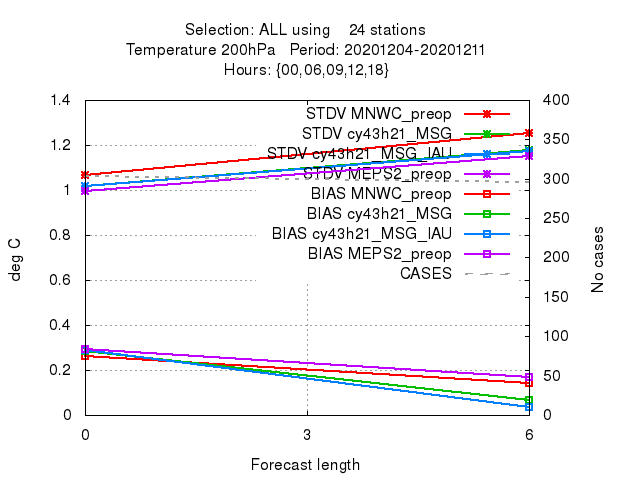 Selection: ALL using 24 stations
Temperature 200hPa Period: 20201204-20201211
Hours: {00,06,09,12,18}
1.4
1.2
1
0.8
0.6
0.4
0.2
0
400
350
300
250
200
150
100
50
0
deg C
No cases
STDV MNWC_preop
STDV cy43h21_MSG
STDV cy43h21_MSG_IAU
STDV MEPS2_preop
BIAS MNWC_preop
BIAS cy43h21_MSG
BIAS cy43h21_MSG_IAU
BIAS MEPS2_preop
CASES
0 3 6
Forecast length